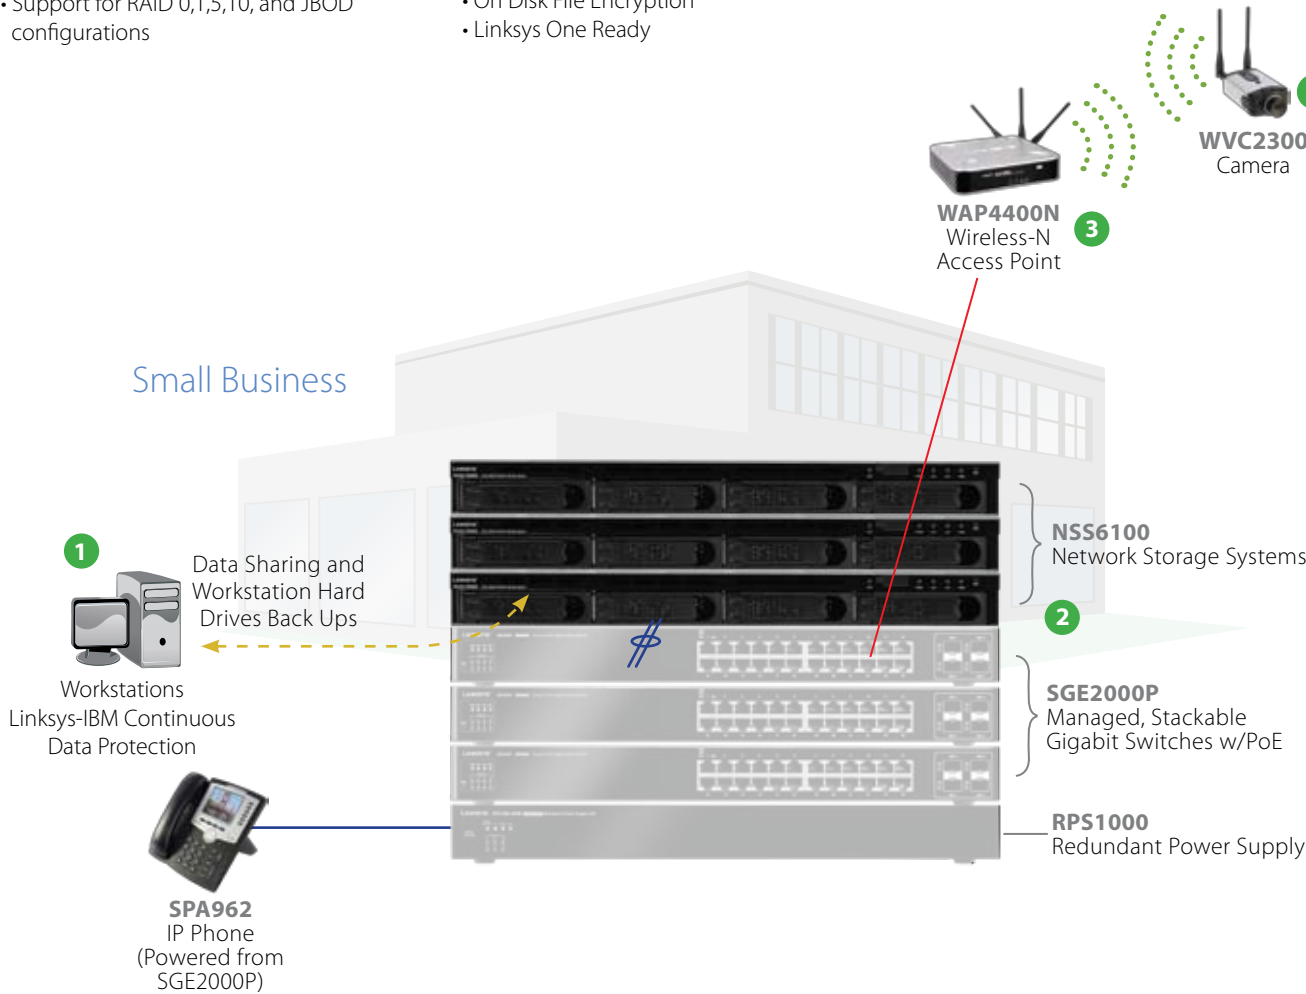 • Support for RAID 0,1,5,10, and JBOD
configurations
• On Disk File Encryption
• Linksys One Ready
WVC2300
Camera
WAP4400N
Wireless-N
Access Point
3
Small Business
1
Data Sharing and
Workstation Hard
Drives Back Ups
NSS6100
Network Storage Systems
2
Workstations
Linksys-IBM Continuous
Data Protection
SGE2000P
Managed, Stackable
Gigabit Switches w/PoE
RPS1000
Redundant Power Supply
SPA962
IP Phone
(Powered from
SGE2000P)